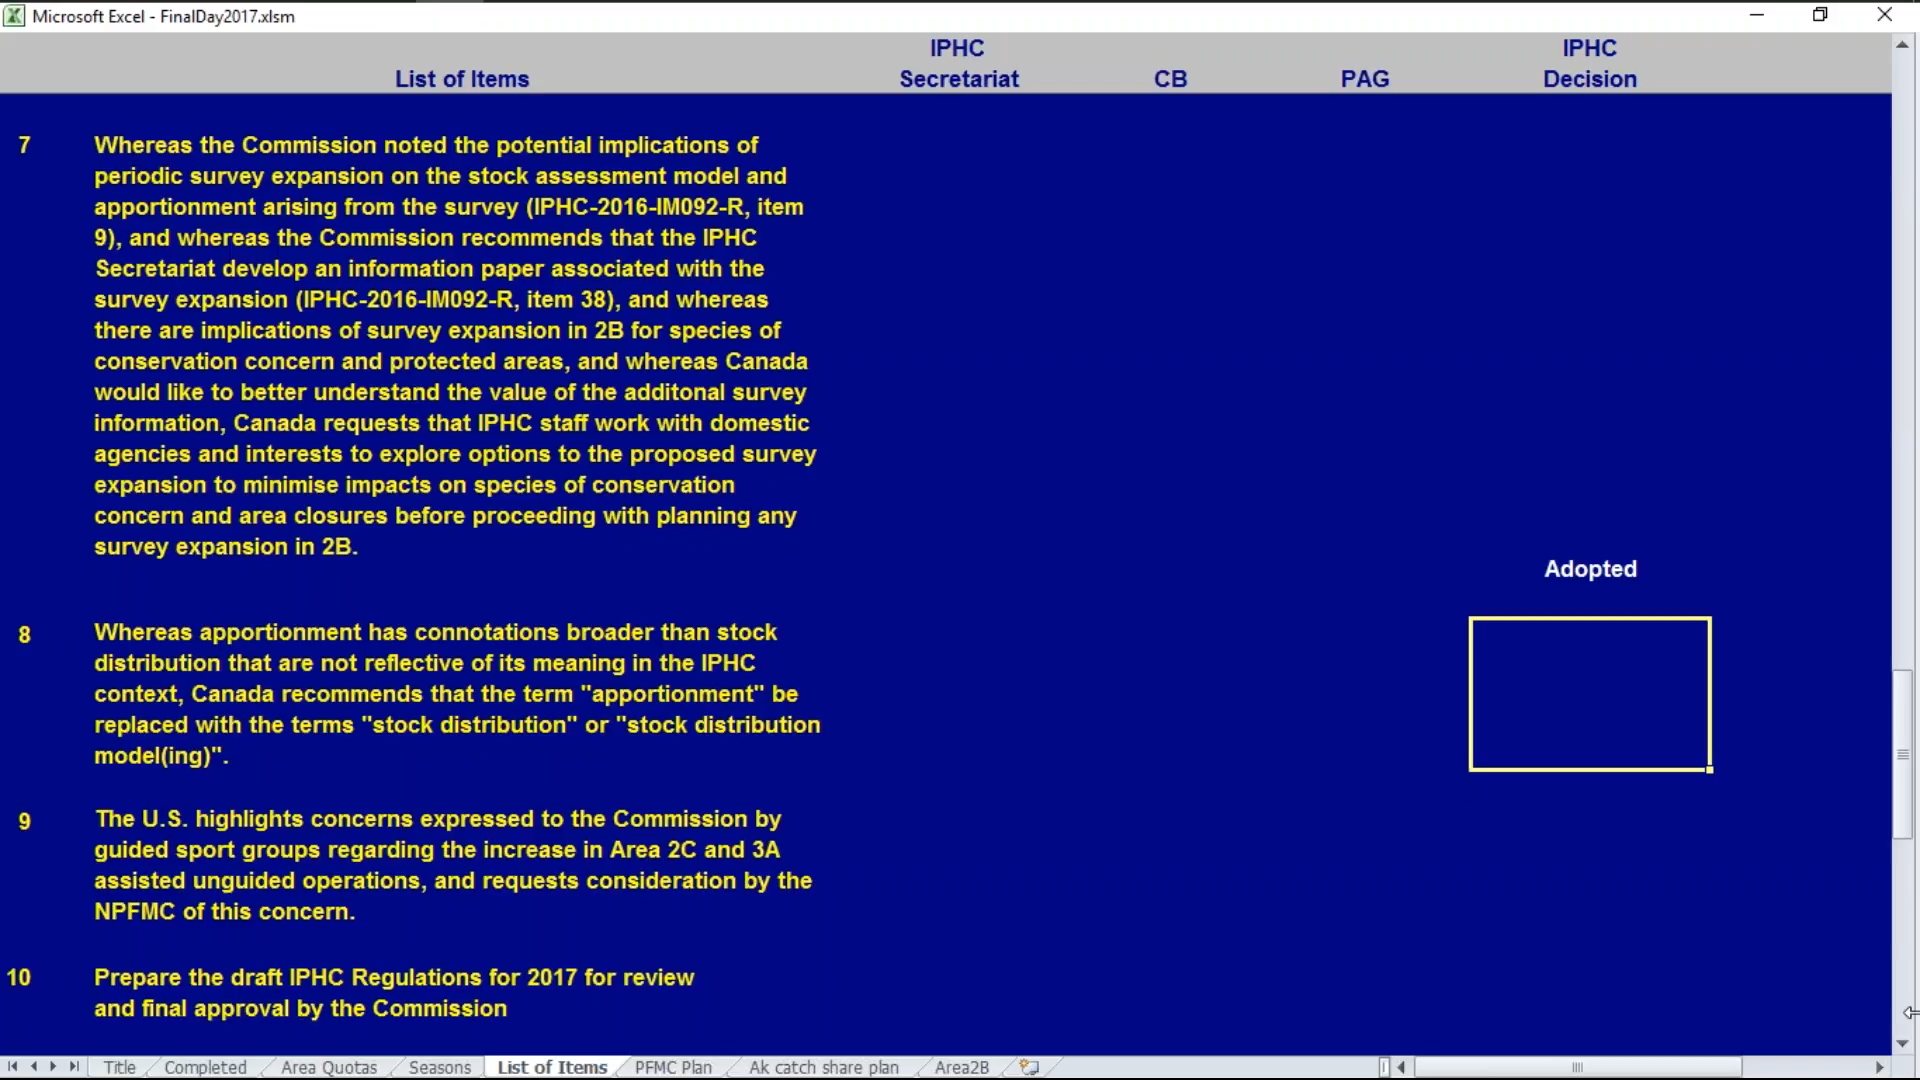 Microsoft Excel - FinalDay2017.xlsm
IPHC IPHC
List of Items Secretariat CB PAG Decision
7 Whereas the Commission noted the potential implications of
periodic survey expansion on the stock assessment model and
apportionment arising from the survey (IPHC-2016-IM092-R, item
9), and whereas the Commission recommends that the IPHC
Secretariat develop an information paper associated with the
survey expansion (IPHC-2016-IM092-R, item 38), and whereas
there are implications of survey expansion in 2B for species of
conservation concern and protected areas, and whereas Canada
would like to better understand the value of the additonal survey
information, Canada requests that IPHC staff work with domestic
agencies and interests to explore options to the proposed survey
expansion to minimise impacts on species of conservation
concern and area closures before proceeding with planning any
survey expansion in 2B.
Adopted
8 Whereas apportionment has connotations broader than stock
distribution that are not reflective of its meaning in the IPHC
context, Canada recommends that the term "apportionment" be
replaced with the terms "stock distribution" or "stock distribution
model(ing)".
9 The U.S. highlights concerns expressed to the Commission by
guided sport groups regarding the increase in Area 2C and 3A
assisted unguided operations, and requests consideration by the
NPFMC of this concern.
10 Prepare the draft IPHC Regulations for 2017 for review
and final approval by the Commission
Title Completed Area Quotas Seasons List of Items PFMC Plan Ak catch share plan Area2B